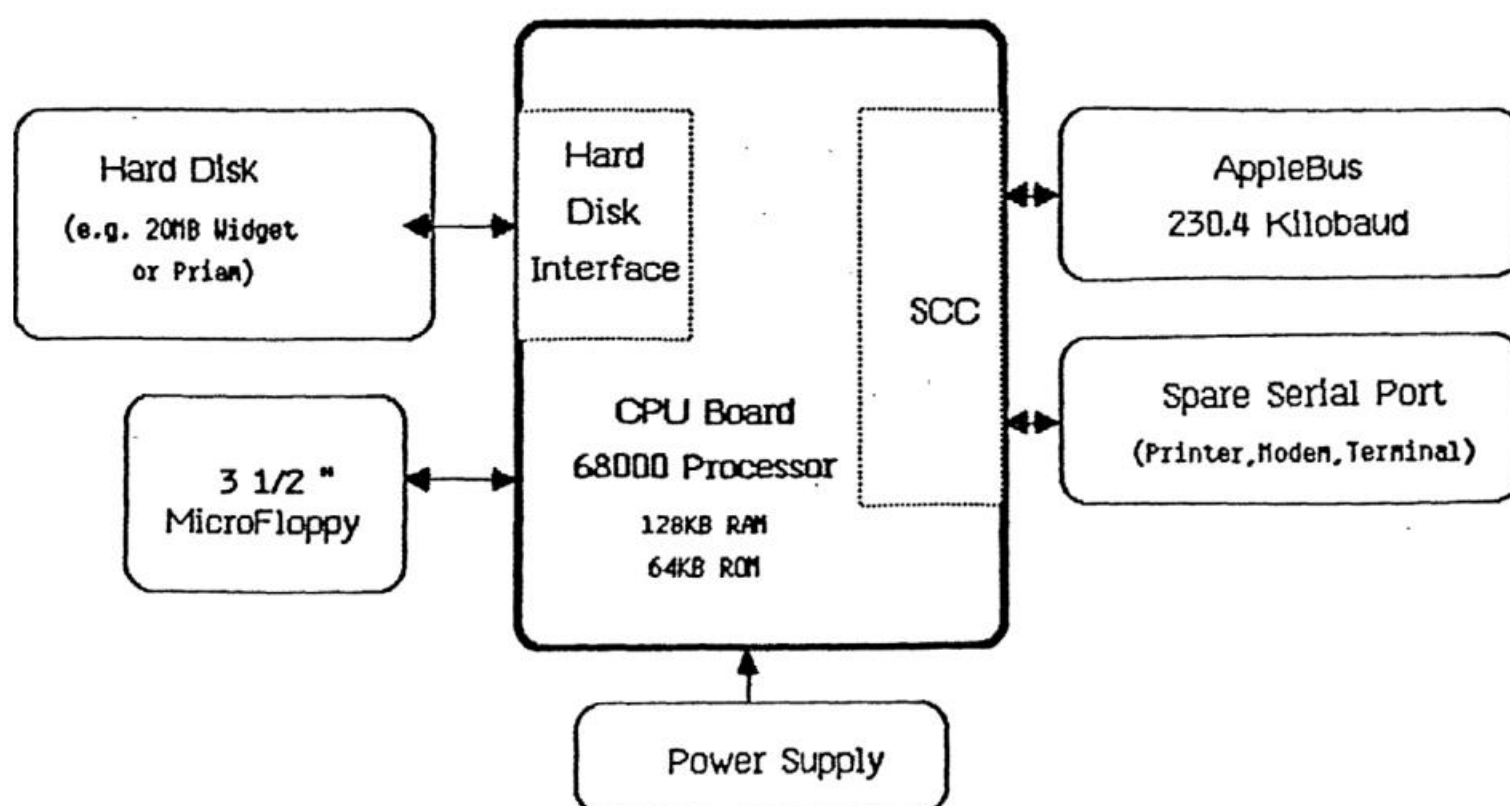 Hard Disk
(e.g. 20MB Widget
or Priam)
Hard
Disk
Interface
SCC
AppleBus
230.4 Kilobaud
Spare Serial Port
(Printer,Modem,Terminal)
3 1/2 "
MicroFloppy
CPU Board
68000 Processor
128KB RAM
64KB ROM
Power Supply